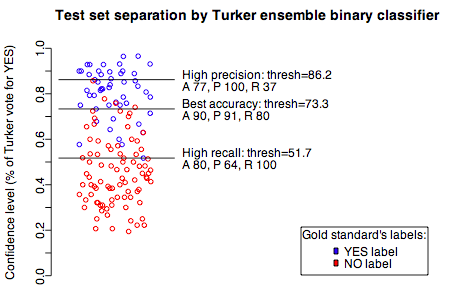 Test set separation by Turker ensemble binary classifier
Confidence level (% of Turker vote for YES)
1.0
0.8
0.6
0.4
0.2
0.0
High precision: thresh=86.2
A 77, P 100, R 37
Best accuracy: thresh=73.3
A 90, P 91, R 80
High recall: thresh=51.7
A 80, P 64, R 100
Gold standard's labels:
YES label
NO label